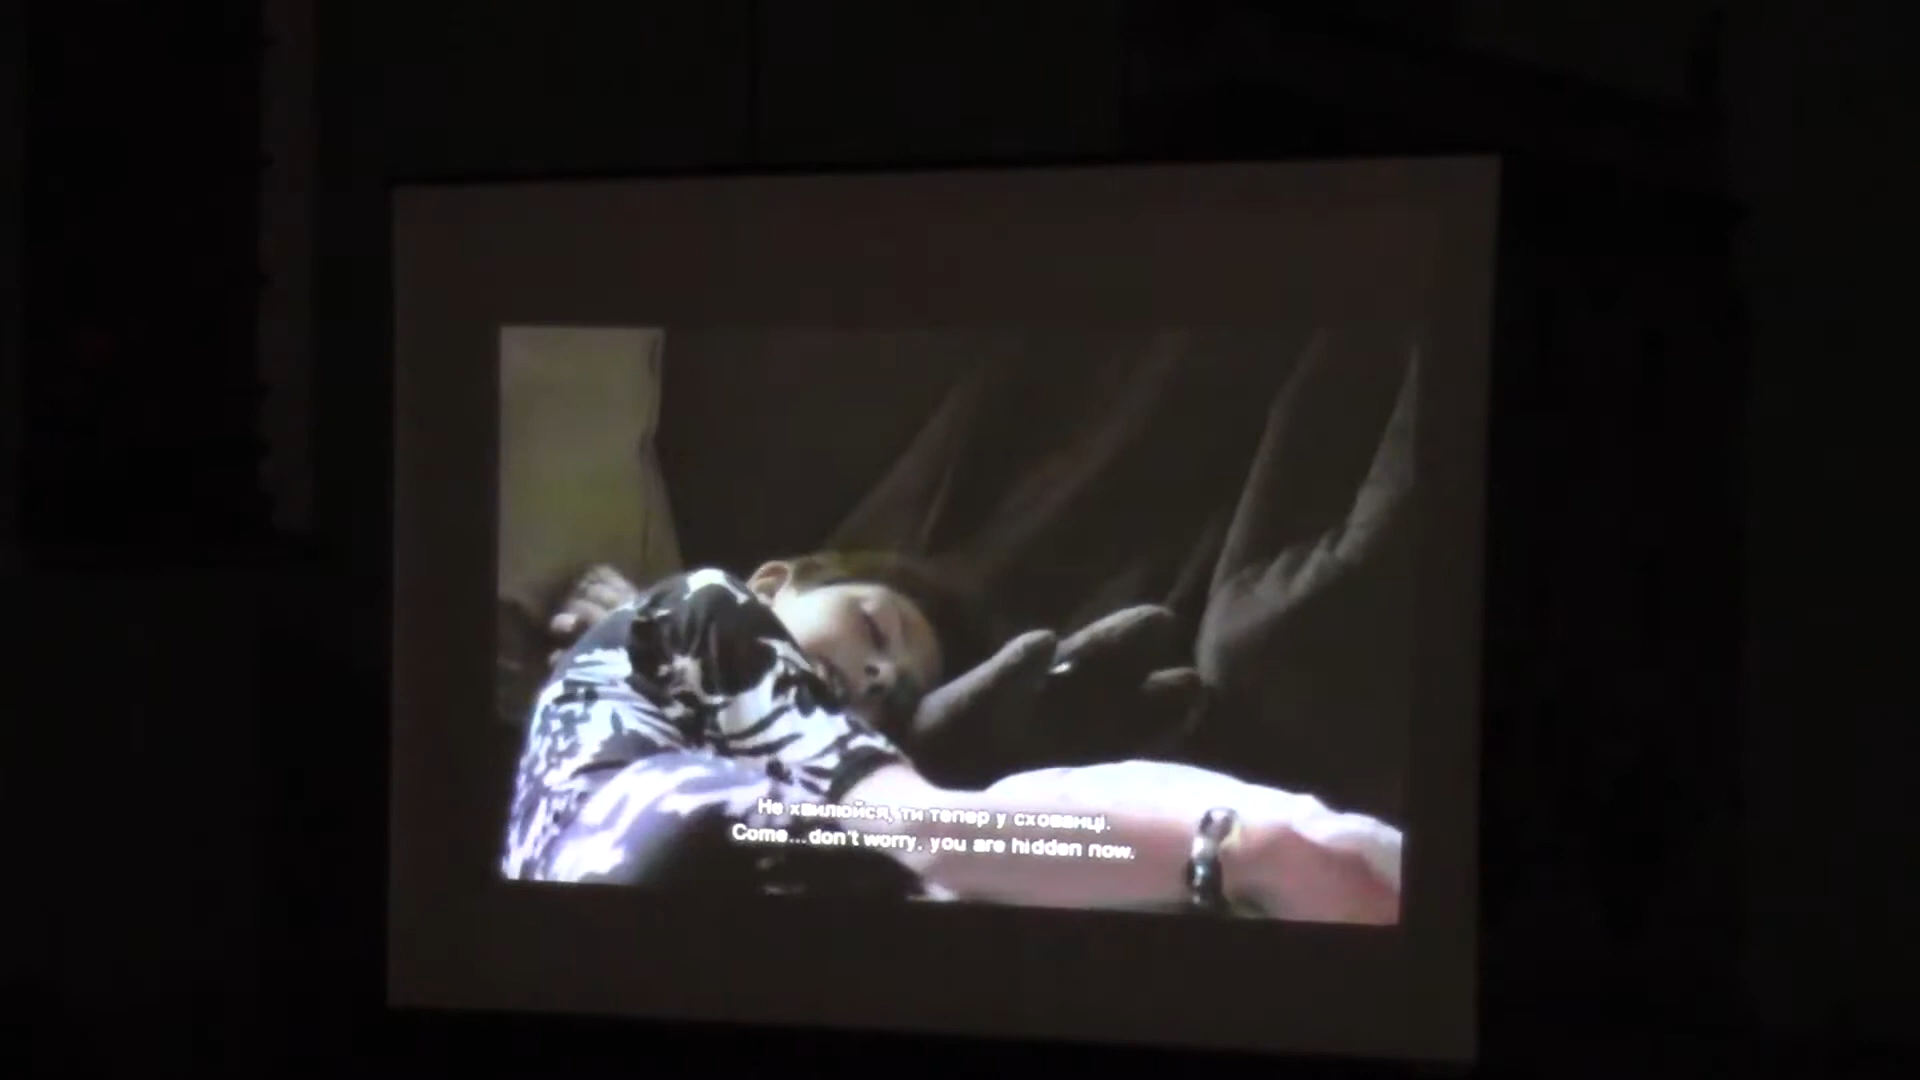 Не хвилюйся, ти тепер у схованці.
Come...don't worry, you are hidden now.